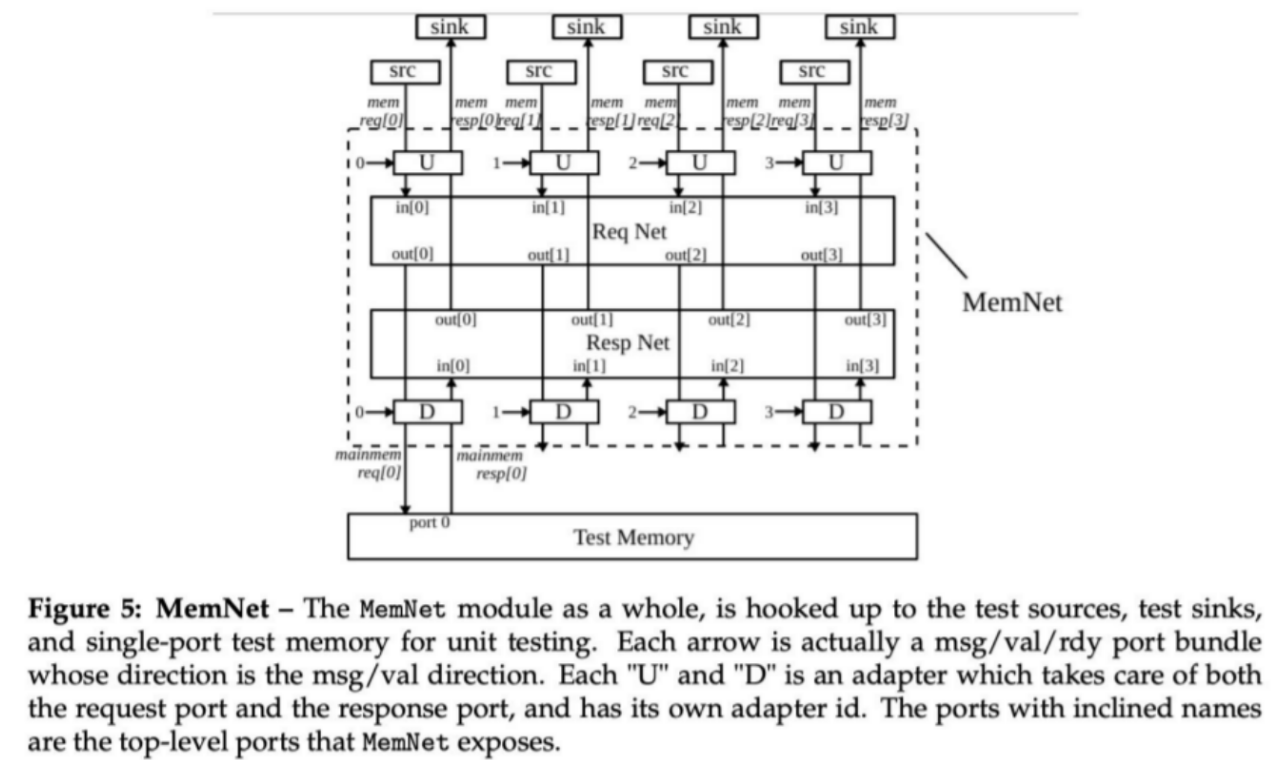 sink sink sink sink
src src src src
mem mem mem mem mem mem mem mem
req[0] resp[0] req[1] resp[1] req[2] resp[2] req[3] resp[3]
0 U 1 U 2 U 3 U
in[0] in[1] in[2] in[3]
Req Net
out[0] out[1] out[2] out[3]
MemNet
out[0] out[1] out[2] out[3]
Resp Net
in[0] in[1] in[2] in[3]
0 D 1 D 2 D 3 D
mainmem mainmem
req[0] resp[0]
port 0
Test Memory
Figure 5: MemNet – The MemNet module as a whole, is hooked up to the test sources, test sinks,
and single-port test memory for unit testing. Each arrow is actually a msg/val/rdy port bundle
whose direction is the msg/val direction. Each "U" and "D" is an adapter which takes care of both
the request port and the response port, and has its own adapter id. The ports with inclined names
are the top-level ports that MemNet exposes.